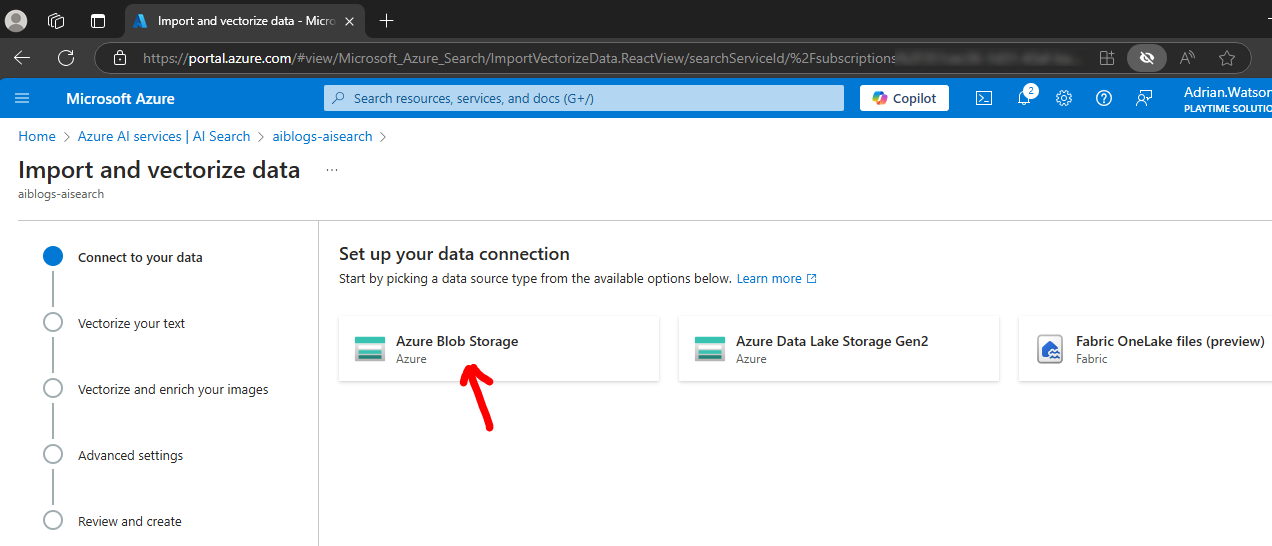 Import and vectorize data - Micro
https://portal.azure.com/#view/Microsoft_Azure_Search/ImportVectorizeData.ReactView/searchServiceId/%2Fsubscriptions
Microsoft Azure
Search resources, services, and docs (G+/)
Copilot
2
Adrian.Watson
PLAYTIME SOLUTIO
Home > Azure AI services | AI Search > aiblogs-aisearch >
Import and vectorize data ...
aiblogs-aisearch
Connect to your data
Vectorize your text
Vectorize and enrich your images
Advanced settings
Review and create
Set up your data connection
Start by picking a data source type from the available options below. Learn more
Azure Blob Storage
Azure
Azure Data Lake Storage Gen2
Azure
Fabric OneLake files (preview)
Fabric